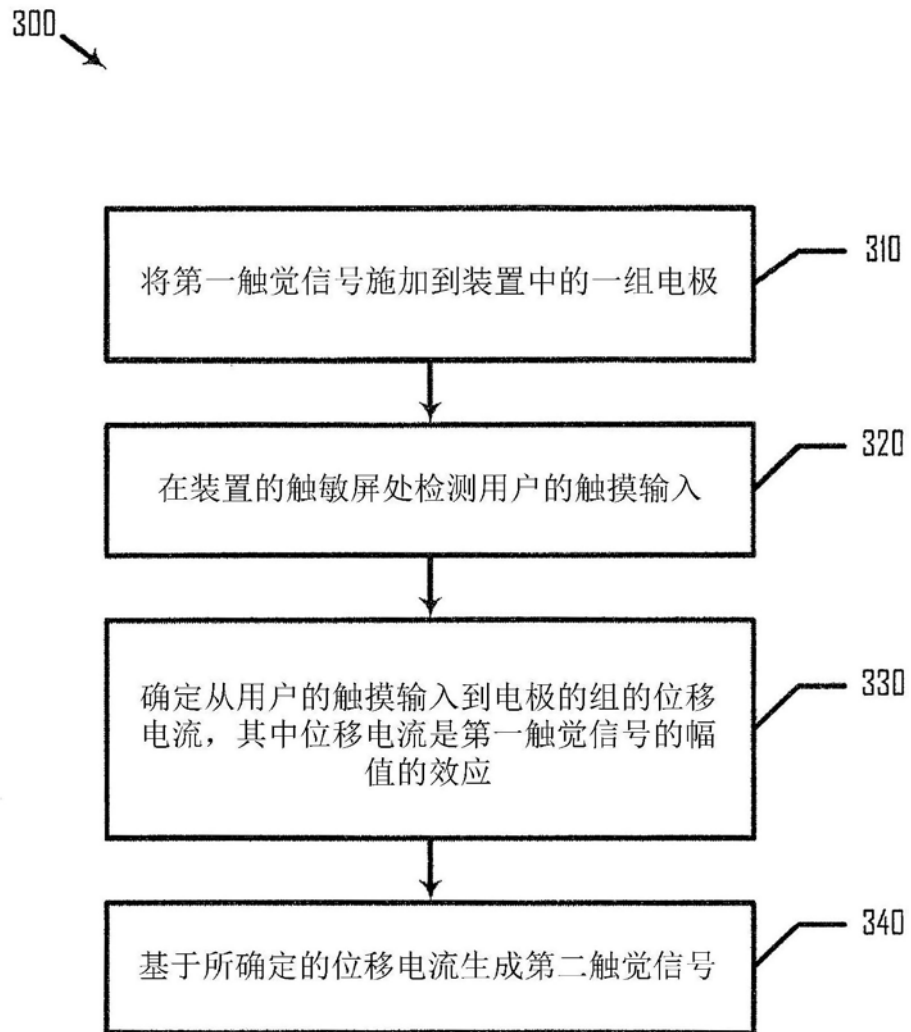 300
将第一触觉信号施加到装置中的一组电极
310
在装置的触敏屏处检测用户的触摸输入
320
确定从用户的触摸输入到电极的组的位移
电流，其中位移电流是第一触觉信号的幅
值的效应
330
基于所确定的位移电流生成第二触觉信号
340